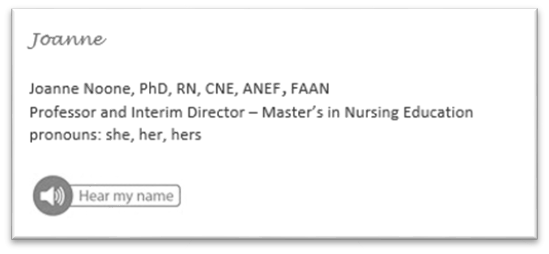 Joanne
Joanne Noone, PhD, RN, CNE, ANEF, FAAN
Professor and Interim Director – Master’s in Nursing Education
pronouns: she, her, hers
Hear my name